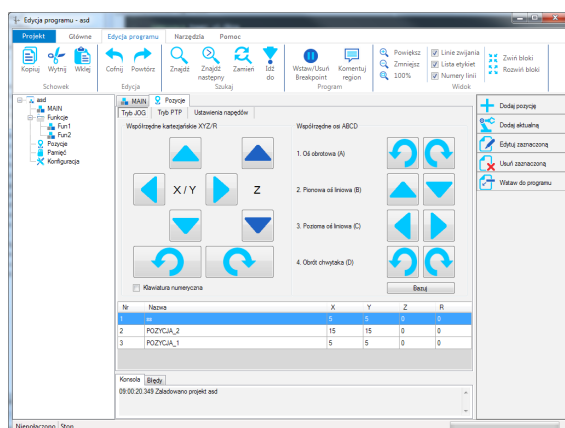 Edycja programu - asd
Projekt Główne Edycja programu Narzędzia Pomoc
Kopiuj Wytnij Wklej
Cofnij Powtórz
Znajdź Znajdź następny Zamień Idź do
Wstaw/Usuń Breakpoint Komentuj region
Powiększ
Zmniejsz
100%
Linie zwijania
Lista etykiet
Numery linii
Zwiń bloki
Rozwiń bloki
Schowek Edycja Szukaj Program Widok
asd
MAIN
Funkcje
Fun1
Fun2
Pozycje
Pamięć
Konfiguracja
MAIN Pozycje
Tryb JOG Tryb PTP Ustawienia napędów
Współrzędne kartezjańskie XYZ/R
X / Y Z
Klawiatura numeryczna
Współrzędne osi ABCD
1. Oś obrotowa (A)
2. Pionowa oś liniowa (B)
3. Pozioma oś liniowa (C)
4. Obrót chwytaka (D)
Bazuj
Nr Nazwa X Y Z R
1 5 5 0 0
2 POZYCJA_2 15 15 0 0
3 POZYCJA_1 5 5 0 0
Konsola Błędy
09:00:20.349 Załadowano projekt asd
Dodaj pozycję
Dodaj aktualną
Edytuj zaznaczoną
Usuń zaznaczoną
Wstaw do programu
Niepołączono Stop